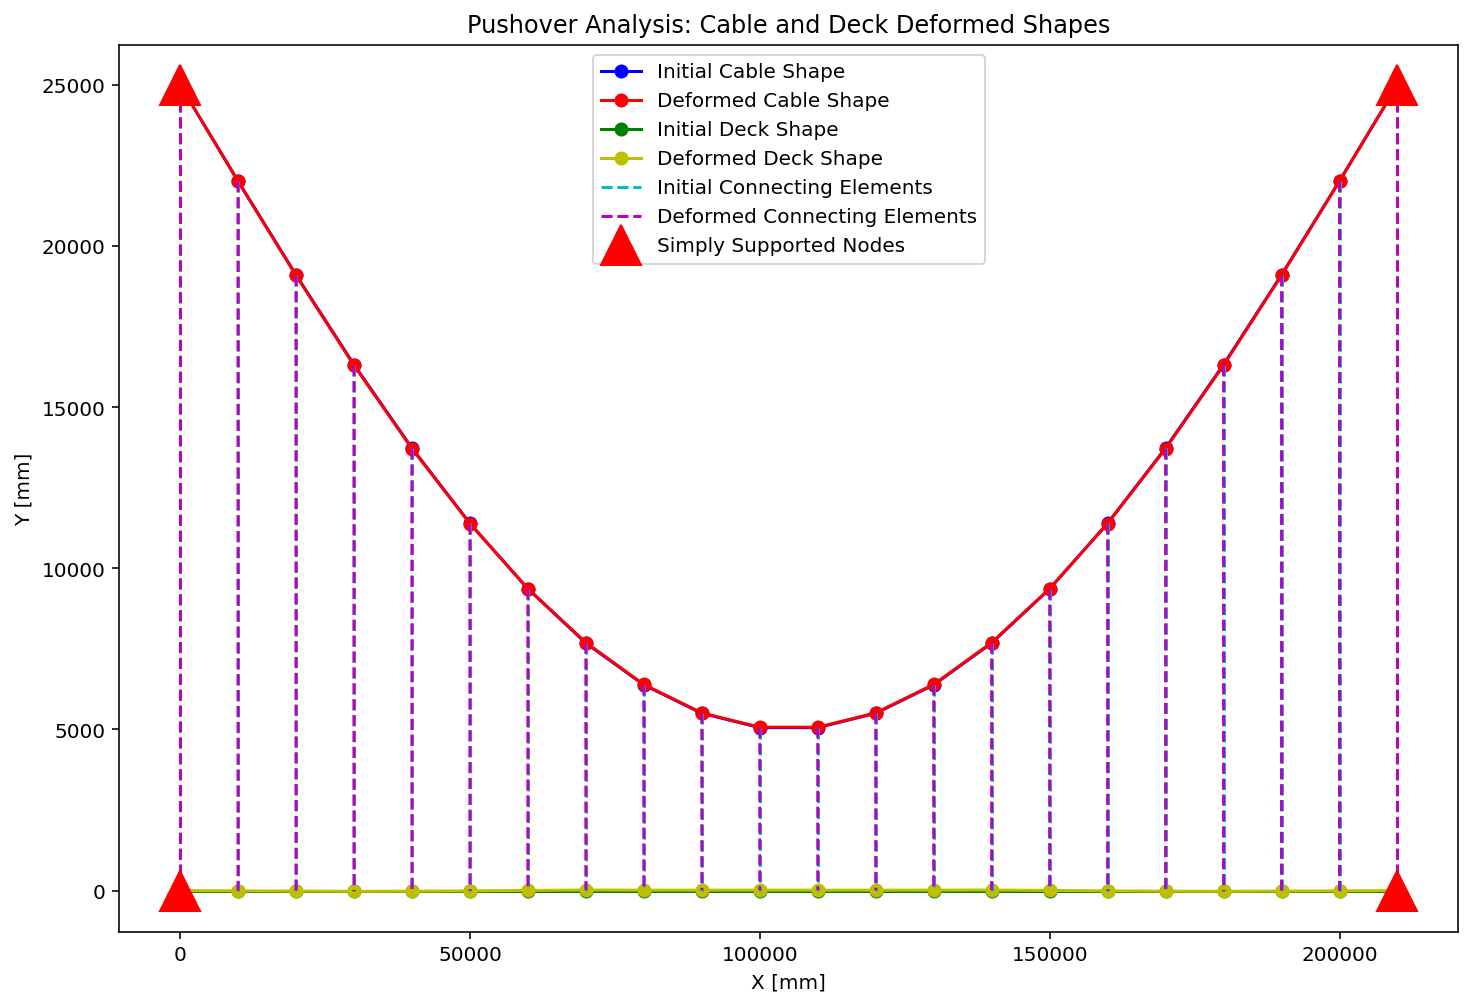 Pushover Analysis: Cable and Deck Deformed Shapes
Initial Cable Shape
Deformed Cable Shape
Initial Deck Shape
Deformed Deck Shape
Initial Connecting Elements
Deformed Connecting Elements
Simply Supported Nodes
25000
20000
15000
10000
5000
0
Y [mm]
0 50000 100000 150000 200000
X [mm]